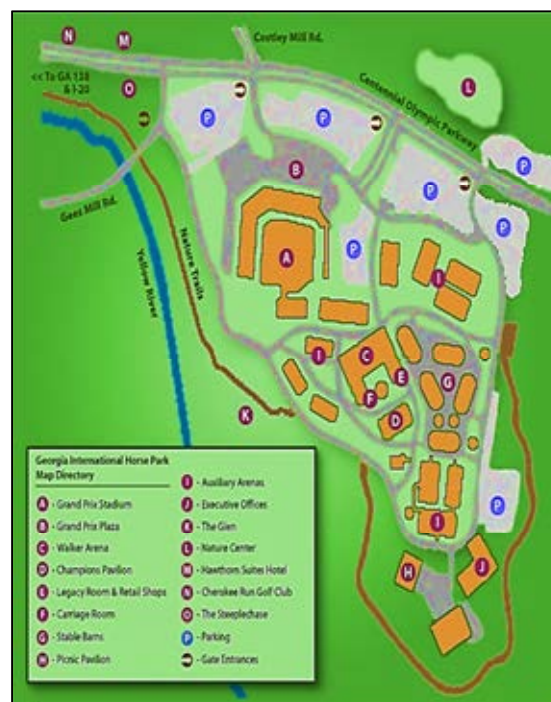 N
M
Costley Mill Rd.
<< To GA 138
& I-20
O
Centennial Olympic Parkway
L
P
P
P
P
P
B
Gees Mill Rd.
P
A
I
Yellow River
Nature Trails
I
C
E
G
F
D
K
I
P
H
J
Georgia International Horse Park
Map Directory
A - Grand Prix Stadium
B - Grand Prix Plaza
C - Walker Arena
D - Champions Pavilion
E - Legacy Room & Retail Shops
F - Carriage Room
G - Stable Barns
H - Picnic Pavilion
I - Auxiliary Arenas
J - Executive Offices
K - The Glen
L - Nature Center
M - Hawthorn Suites Hotel
N - Cherokee Run Golf Club
O - The Steeplechase
P - Parking
- Gate Entrances